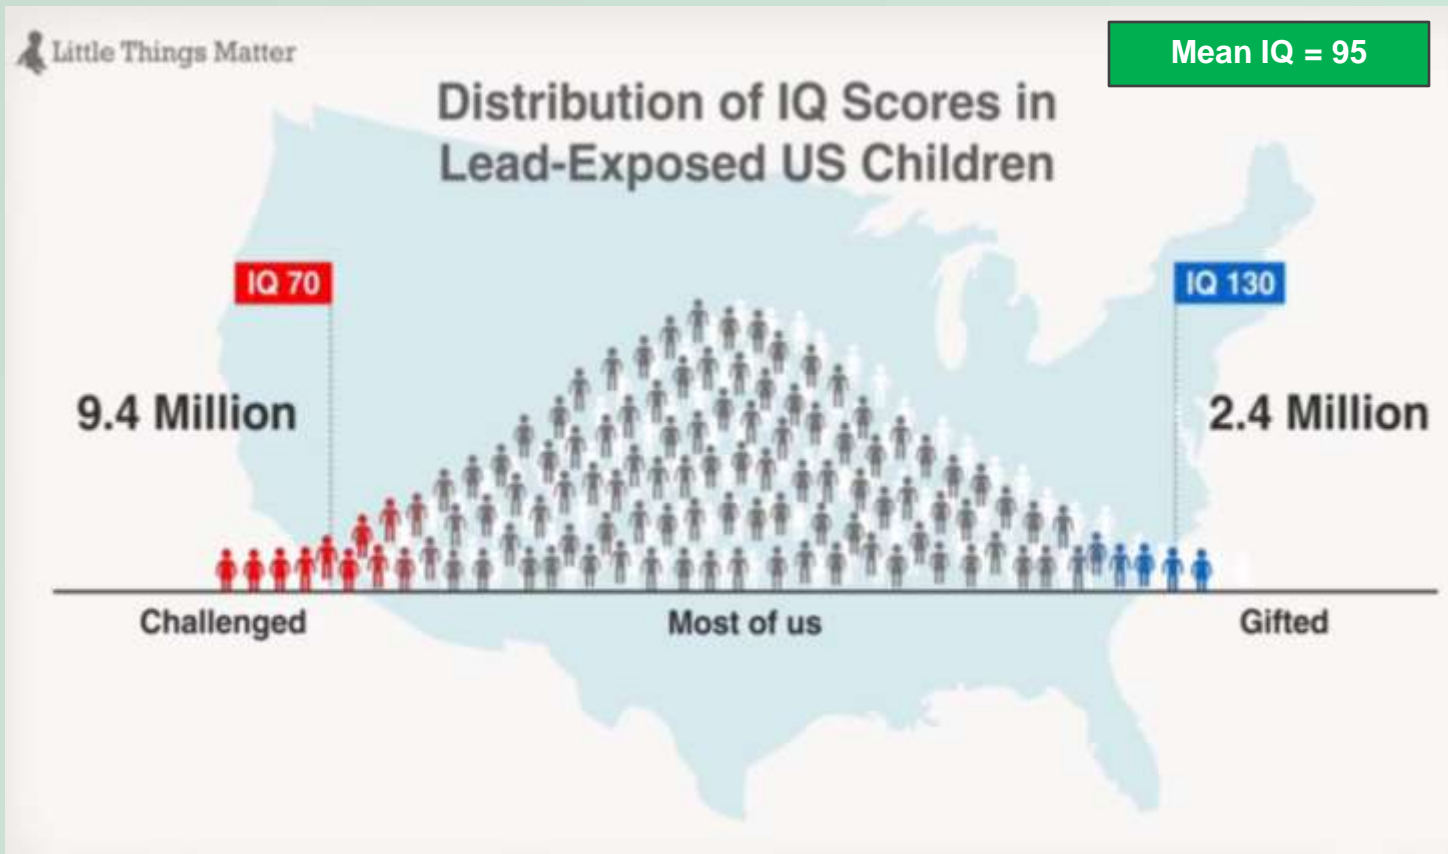 Little Things Matter
Mean IQ = 95
Distribution of IQ Scores in
Lead-Exposed US Children
IQ 70
IQ 130
9.4 Million
2.4 Million
Challenged
Most of us
Gifted